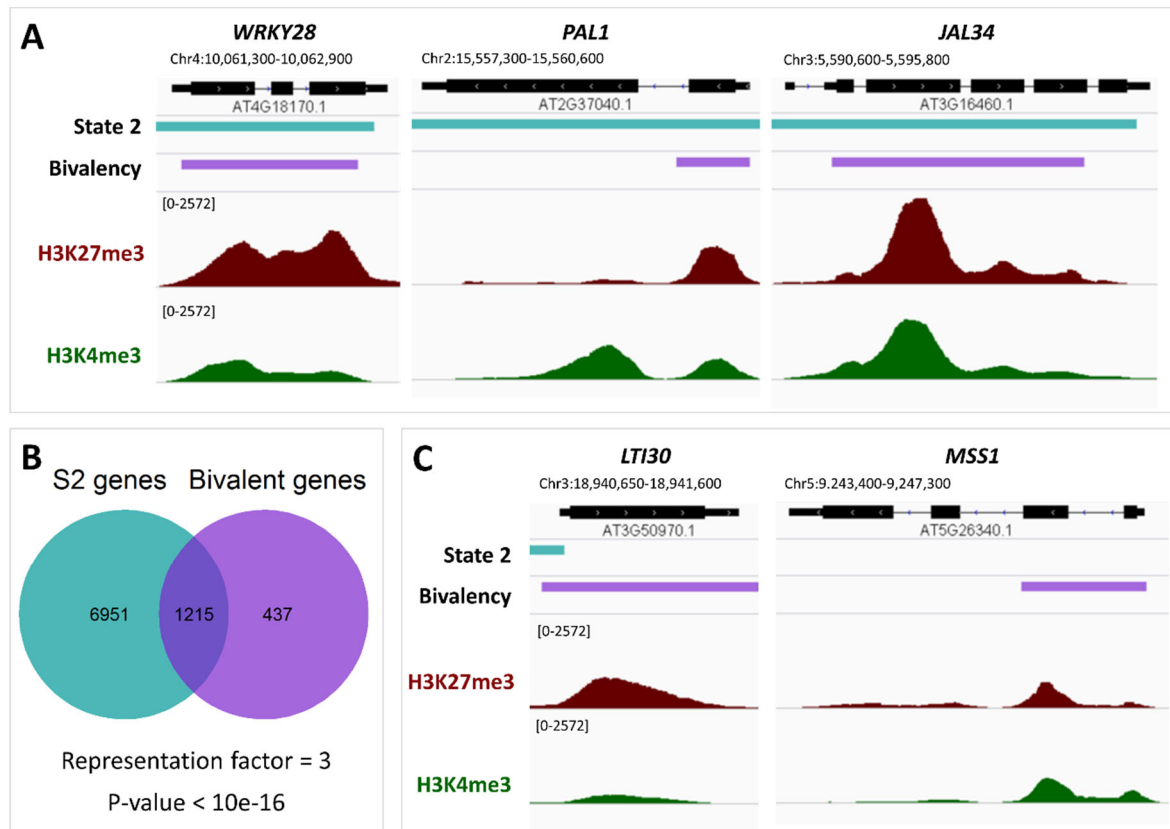 A
WRKY28
Chr4:10,061,300-10,062,900
AT4G18170.1
PAL1
Chr2:15,557,300-15,560,600
AT2G37040.1
JAL34
Chr3:5,590,600-5,595,800
AT3G16460.1
State 2
Bivalency
[0-2572]
H3K27me3
[0-2572]
H3K4me3
B
S2 genes Bivalent genes
6951 1215 437
Representation factor = 3
P-value < 10e-16
C
LTI30
Chr3:18,940,650-18,941,600
AT3G50970.1
MSS1
Chr5:9.243,400-9,247,300
AT5G26340.1
State 2
Bivalency
[0-2572]
H3K27me3
[0-2572]
H3K4me3